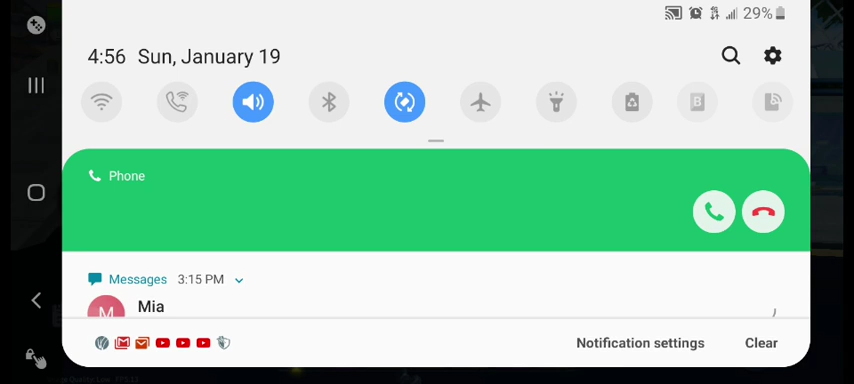 29%
4:56 Sun, January 19
Phone
Messages 3:15 PM
M
Mia
Notification settings Clear